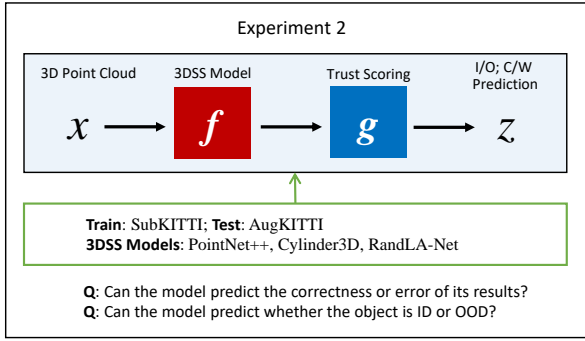 Experiment 2
3D Point Cloud
3DSS Model
Trust Scoring
I/O; C/W
Prediction
x
f
g
z
Train: SubKITTI; Test: AugKITTI
3DSS Models: PointNet++, Cylinder3D, RandLA-Net
Q: Can the model predict the correctness or error of its results?
Q: Can the model predict whether the object is ID or OOD?